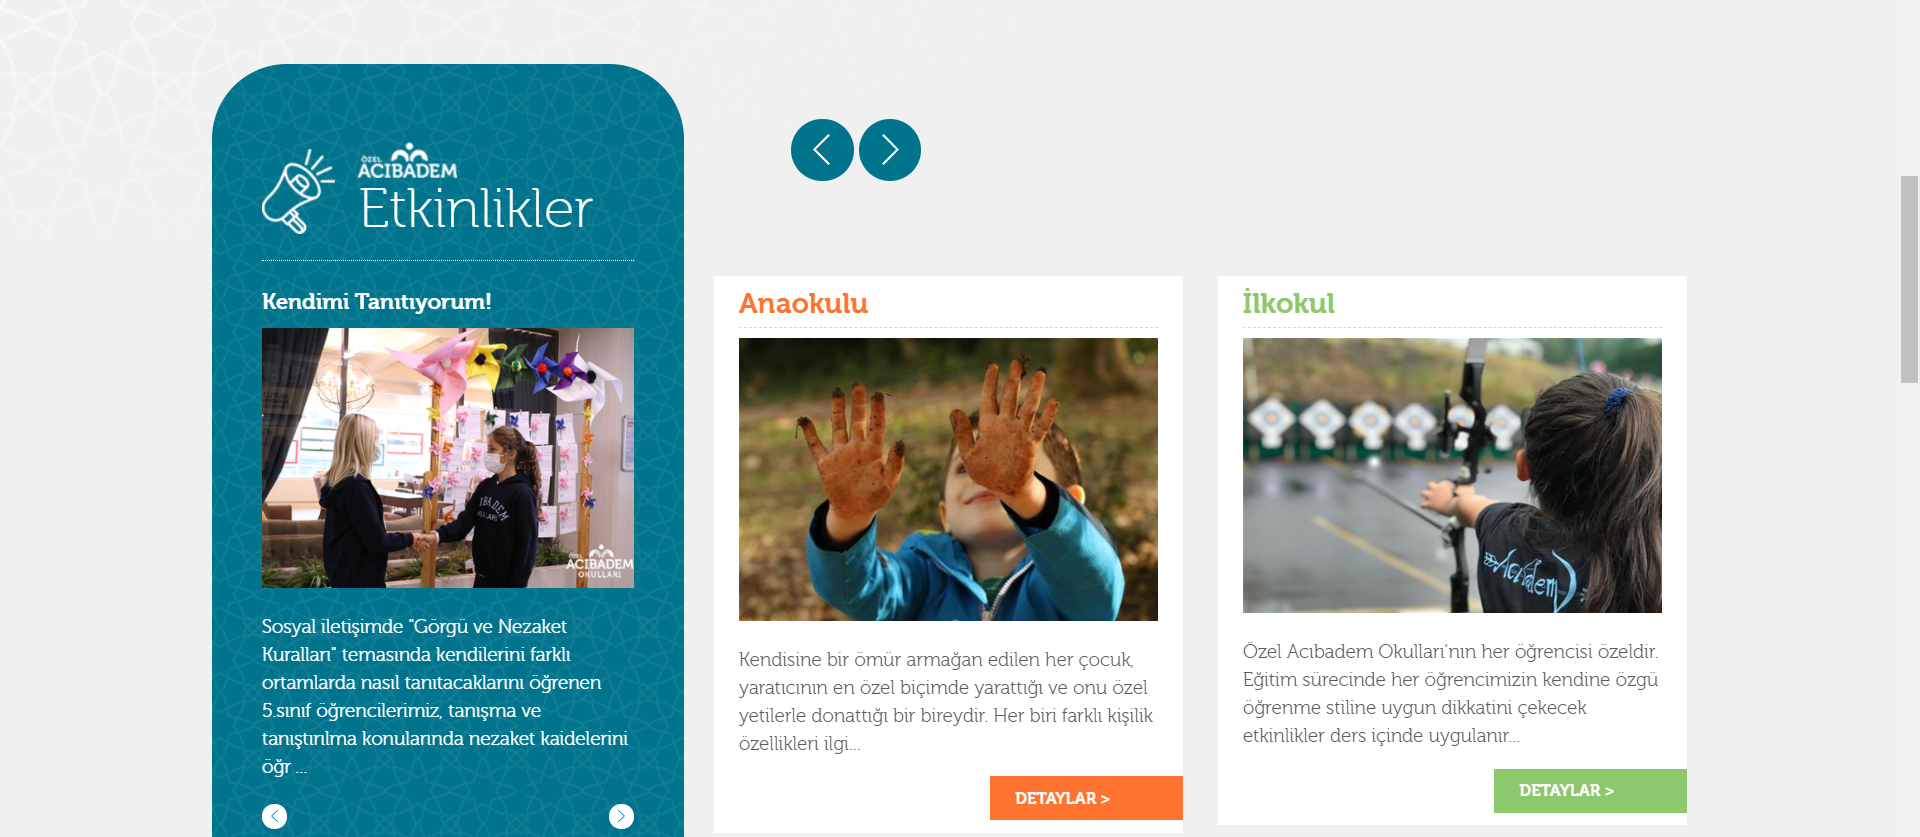 ÖZEL
ACIBADEM
Etkinlikler
Kendimi Tanıtıyorum!
ÖZEL
ACIBADEM
OKULLARI
Sosyal iletişimde "Görgü ve Nezaket
Kuralları" temasında kendilerini farklı
ortamlarda nasıl tanıtacaklarını öğrenen
5.sınıf öğrencilerimiz, tanışma ve
tanıştırılma konularında nezaket kaidelerini
öğr ...
Anaokulu
Kendisine bir ömür armağan edilen her çocuk,
yaratıcının en özel biçimde yarattığı ve onu özel
yetilerle donattığı bir bireydir. Her biri farklı kişilik
özellikleri ilgi...
DETAYLAR >
İlkokul
Acıbadem
Özel Acıbadem Okulları’nın her öğrencisi özeldir.
Eğitim sürecinde her öğrencimizin kendine özgü
öğrenme stiline uygun dikkatini çekecek
etkinlikler ders içinde uygulanır...
DETAYLAR >